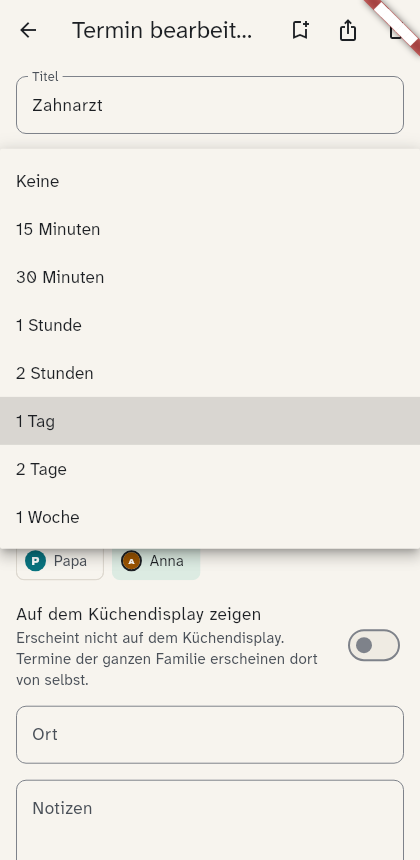 Termin bearbeit...
Titel
Zahnarzt
Keine
15 Minuten
30 Minuten
1 Stunde
2 Stunden
1 Tag
2 Tage
1 Woche
P Papa
A Anna
Auf dem Küchendisplay zeigen
Erscheint nicht auf dem Küchendisplay.
Termine der ganzen Familie erscheinen dort
von selbst.
Ort
Notizen